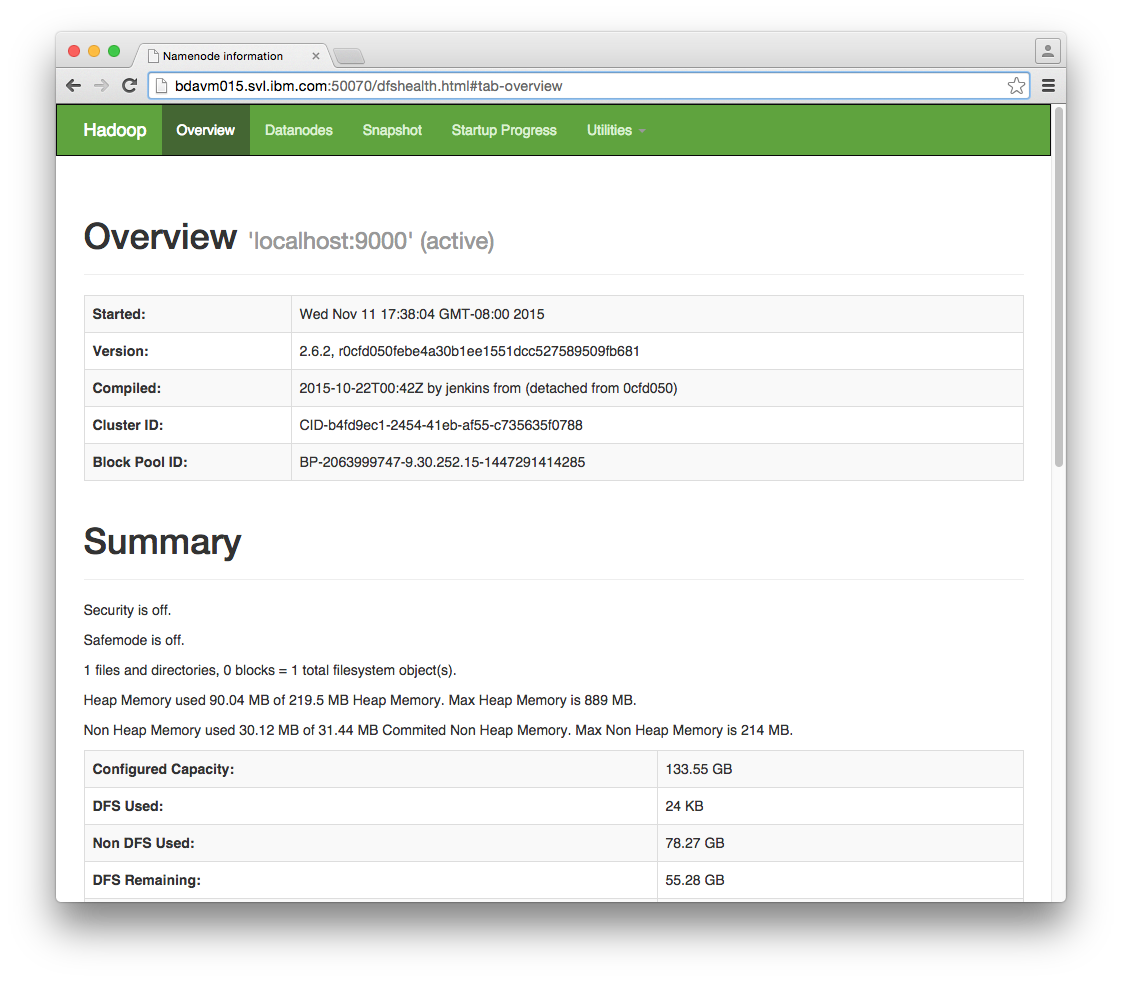 Namenode information
bdavm015.svl.ibm.com:50070/dfshealth.html#tab-overview
Hadoop Overview Datanodes Snapshot Startup Progress Utilities
Overview 'localhost:9000' (active)
Started: Wed Nov 11 17:38:04 GMT-08:00 2015
Version: 2.6.2, r0cfd050febe4a30b1ee1551dcc527589509fb681
Compiled: 2015-10-22T00:42Z by jenkins from (detached from 0cfd050)
Cluster ID: CID-b4fd9ec1-2454-41eb-af55-c735635f0788
Block Pool ID: BP-2063999747-9.30.252.15-1447291414285
Summary
Security is off.
Safemode is off.
1 files and directories, 0 blocks = 1 total filesystem object(s).
Heap Memory used 90.04 MB of 219.5 MB Heap Memory. Max Heap Memory is 889 MB.
Non Heap Memory used 30.12 MB of 31.44 MB Commited Non Heap Memory. Max Non Heap Memory is 214 MB.
Configured Capacity: 133.55 GB
DFS Used: 24 KB
Non DFS Used: 78.27 GB
DFS Remaining: 55.28 GB